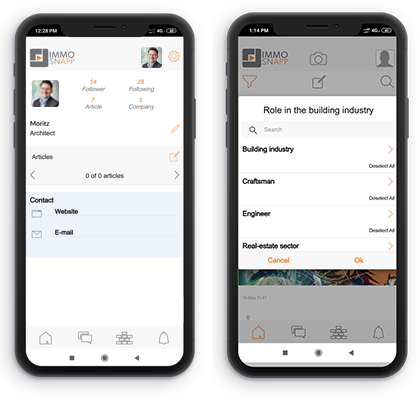 12:28 PM
4G
IMMO
SNAPP
54
Follower
28
Following
7
Article
3
Company
Moritz
Architect
Articles
0 of 0 articles
Contact
Website
E-mail
1:14 PM
4G
IMMO
SNAPP
Role in the building industry
Search
Building industry
Deselect All
Craftsman
Deselect All
Engineer
Deselect All
Real-estate sector
Cancel
Ok
11:41
0